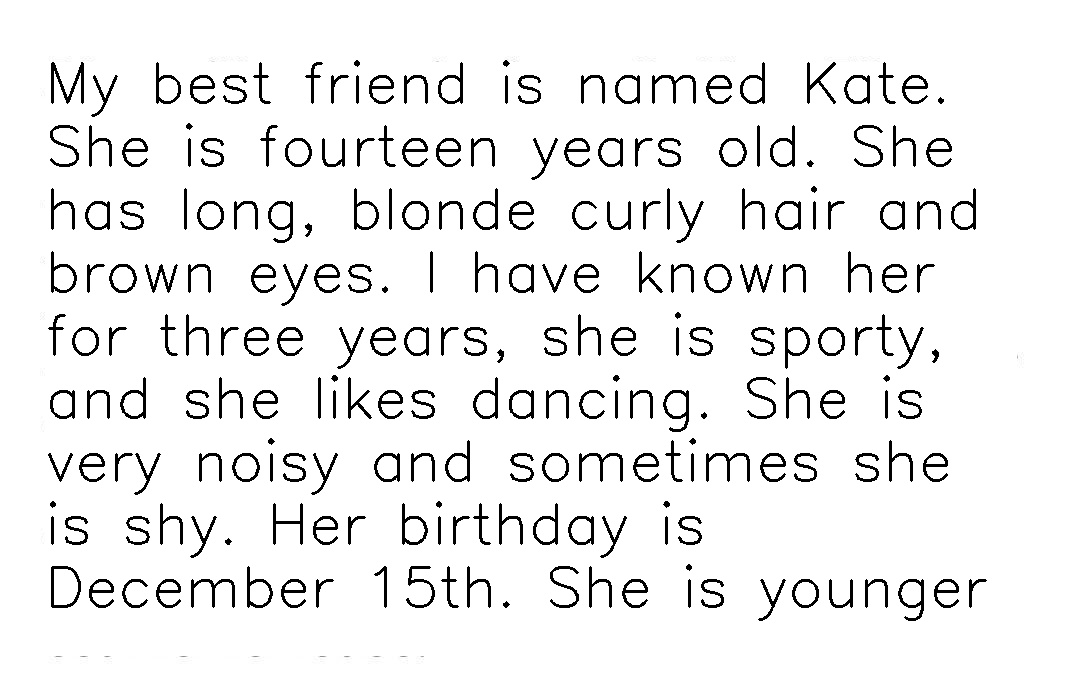 My best friend is named Kate.
She is fourteen years old. She
has long, blonde curly hair and
brown eyes. I have known her
for three years, she is sporty,
and she likes dancing. She is
very noisy and sometimes she
is shy. Her birthday is
December 15th. She is younger